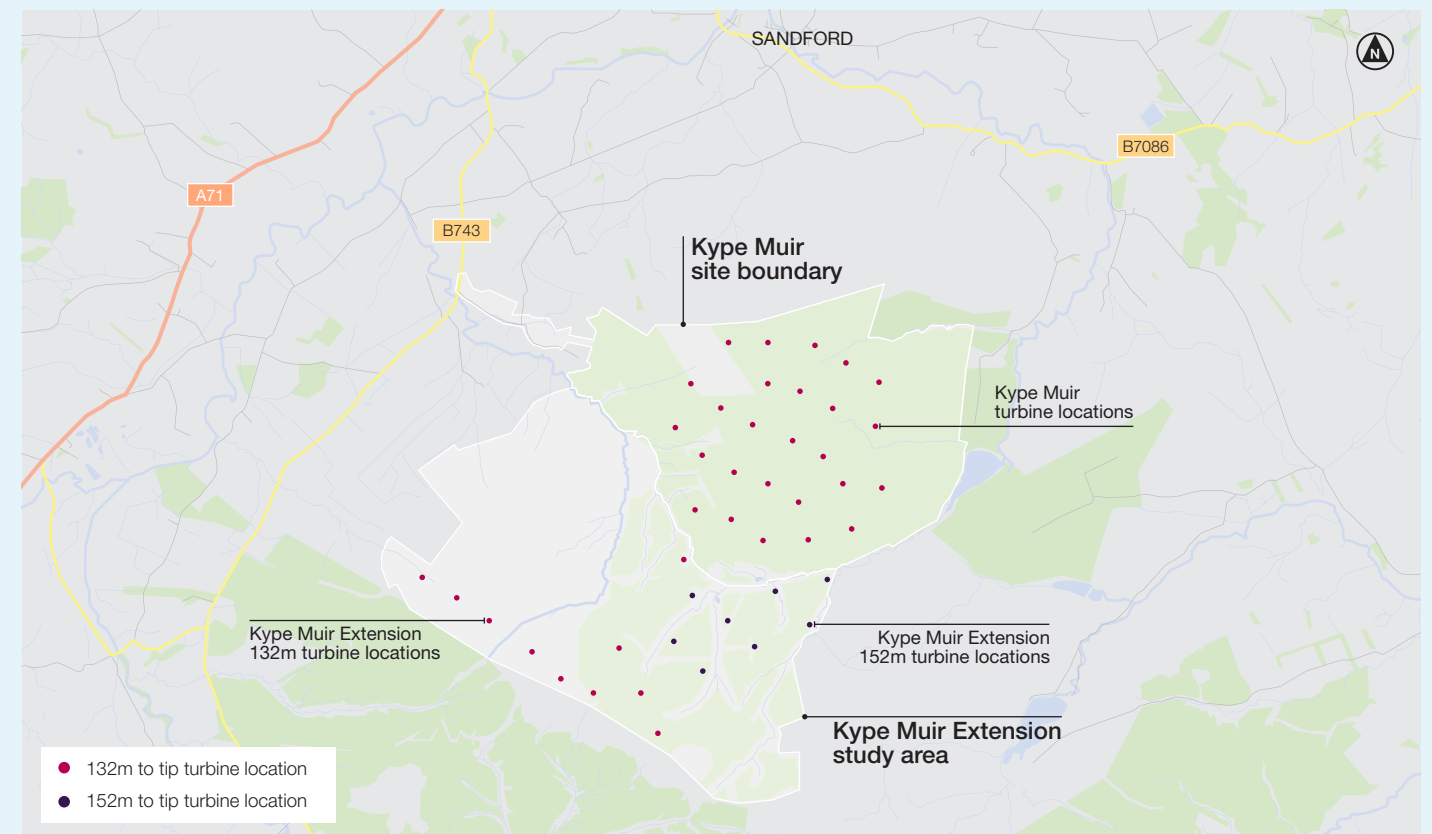 SANDFORD
N
B7086
A71
B743
Kype Muir
site boundary
Kype Muir
turbine locations
Kype Muir Extension
132m turbine locations
Kype Muir Extension
152m turbine locations
Kype Muir Extension
study area
132m to tip turbine location
152m to tip turbine location